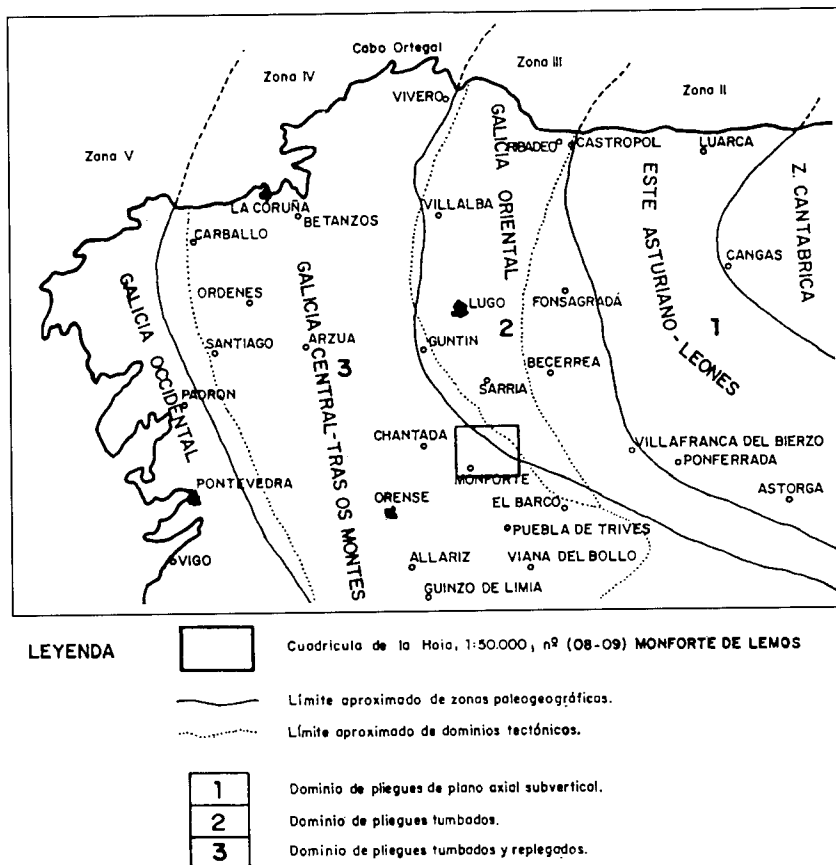 Cabo Ortegal
Zona IV
Zona III
Zona II
Zona V
VIVERO
GALICIA ORIENTAL
RIBADEO
CASTROPOL
LUARCA
ESTE ASTURIANO-LEONES
Z. CANTABRICA
LA CORUÑA
BETANZOS
VILLALBA
CARBALLO
CANGAS
GALICIA OCCIDENTAL
GALICIA CENTRAL-TRAS OS MONTES
ORDENES
LUGO
FONSAGRADÁ
1
2
3
SANTIAGO
ARZUA
GUNTIN
BECERREA
SARRIA
PADRON
CHANTADA
VILLAFRANCA DEL BIERZO
PONFERRADA
MONFORTE
PONTEVEDRA
ORENSE
EL BARCO
ASTORGA
PUEBLA DE TRIVES
VIGO
ALLARIZ
VIANA DEL BOLLO
GUINZO DE LIMIA
LEYENDA
Cuadrícula de la Hoja, 1:50.000, nº (08-09) MONFORTE DE LEMOS
Límite aproximado de zonas paleogeográficas.
Límite aproximado de dominios tectónicos.
1 Dominio de pliegues de plano axial subvertical.
2 Dominio de pliegues tumbados.
3 Dominio de pliegues tumbados y replegados.